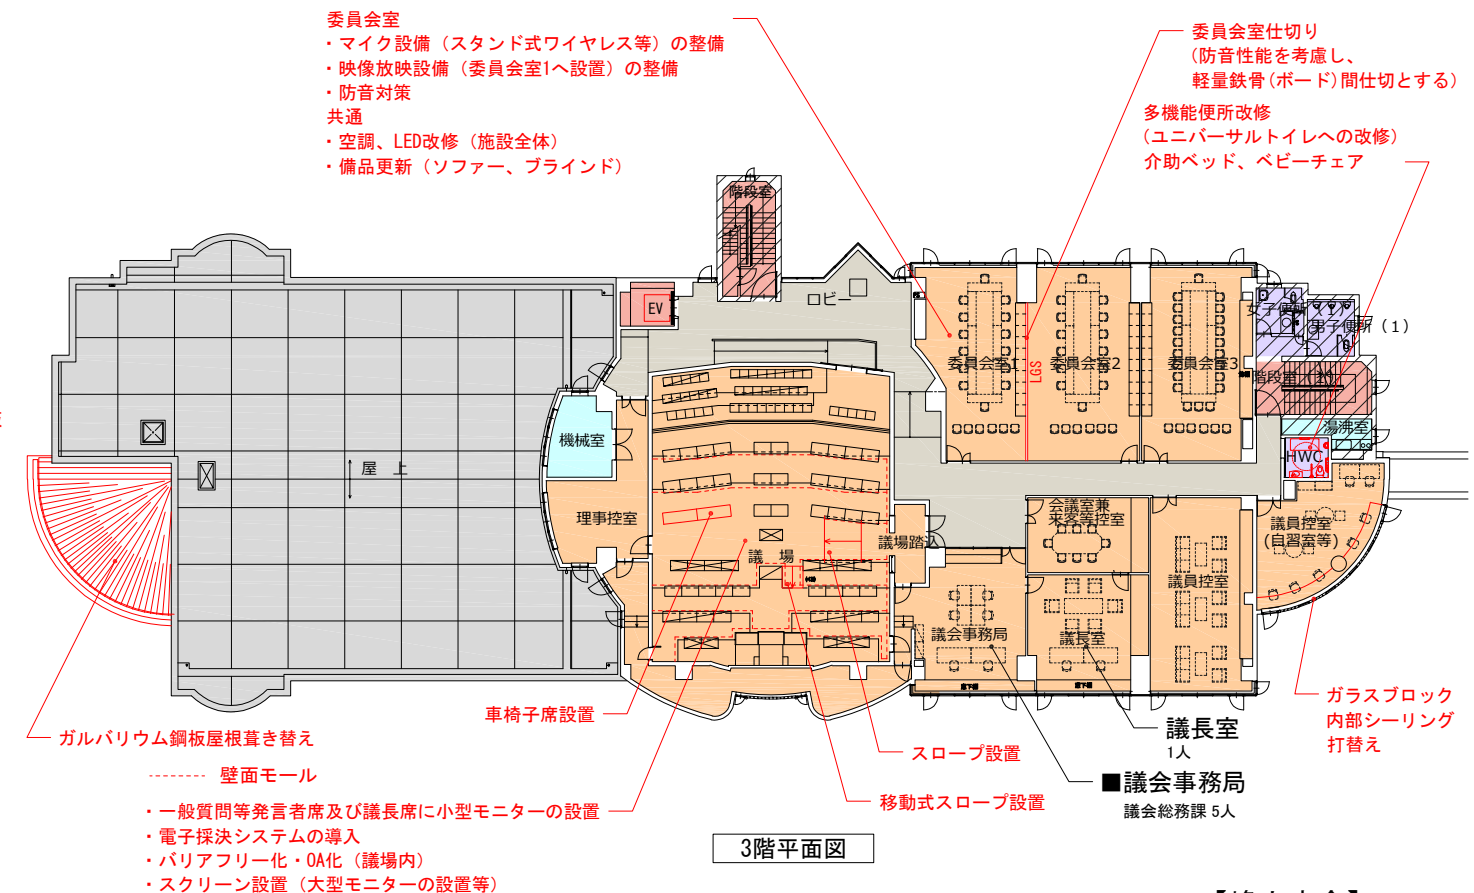 委員会室
・マイク設備（スタンド式ワイヤレス等）の整備
・映像放映設備（委員会室1へ設置）の整備
・防音対策
共通
・空調、LED改修（施設全体）
・備品更新（ソファー、ブラインド）
委員会室仕切り
(防音性能を考慮し、
軽量鉄骨(ボード)間仕切とする)
多機能便所改修
(ユニバーサルトイレへの改修)
介助ベッド、ベビーチェア
階段室
EV
ロビー
女子便所（1）
男子便所（1）
委員会室1
LGS
委員会室2
委員会室3
階段室（1）
湯沸室
HWC
機械室
屋　上
理事控室
議　場
議場踏込
会議室兼
来客等控室
議員控室
(自習室等)
議員控室
議会事務局
議長室
車椅子席設置
ガルバリウム鋼板屋根葺き替え
スロープ設置
移動式スロープ設置
ガラスブロック
内部シーリング
打替え
議長室
1人
■議会事務局
議会総務課 5人
壁面モール
・一般質問等発言者席及び議長席に小型モニターの設置
・電子採決システムの導入
・バリアフリー化・OA化（議場内）
・スクリーン設置（大型モニターの設置等）
3階平面図